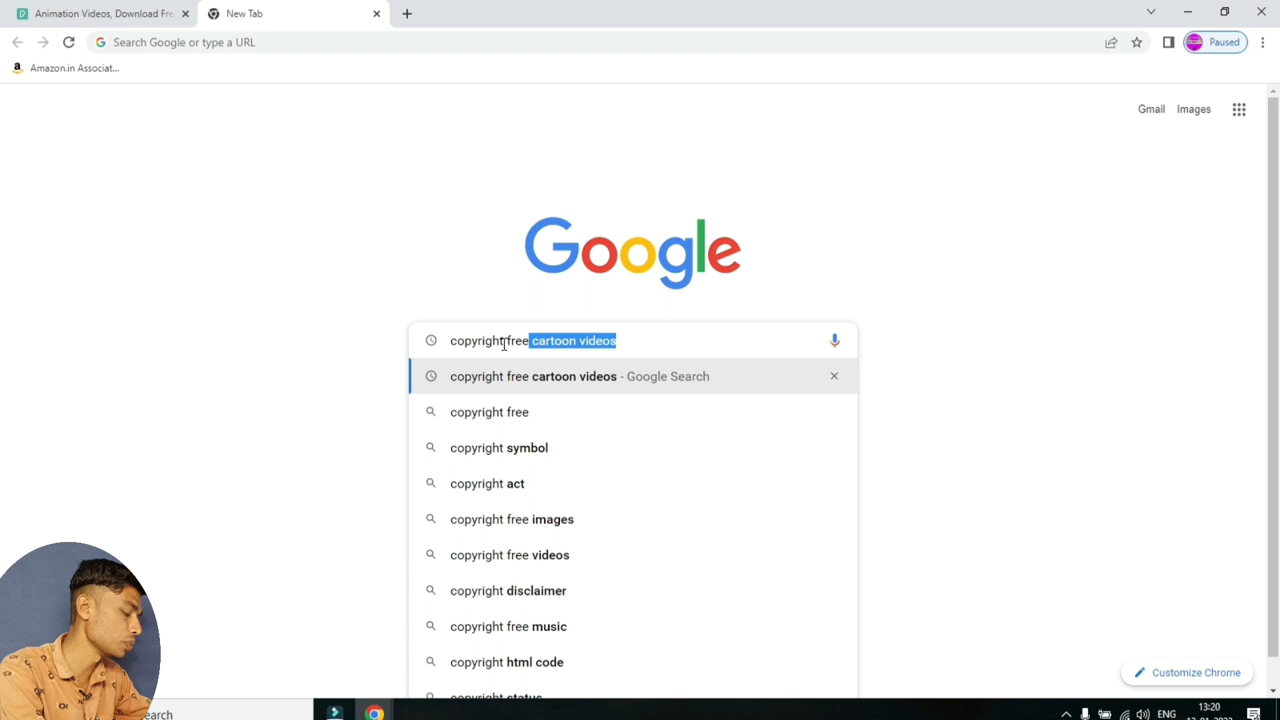 Animation Videos, Download Fre
New Tab
Search Google or type a URL
Paused
Amazon.in Associat...
Gmail
Images
Google
copyright free cartoon videos
copyright free cartoon videos - Google Search
copyright free
copyright symbol
copyright act
copyright free images
copyright free videos
copyright disclaimer
copyright free music
copyright html code
copyright status
Customize Chrome
earch
ENG
13:20